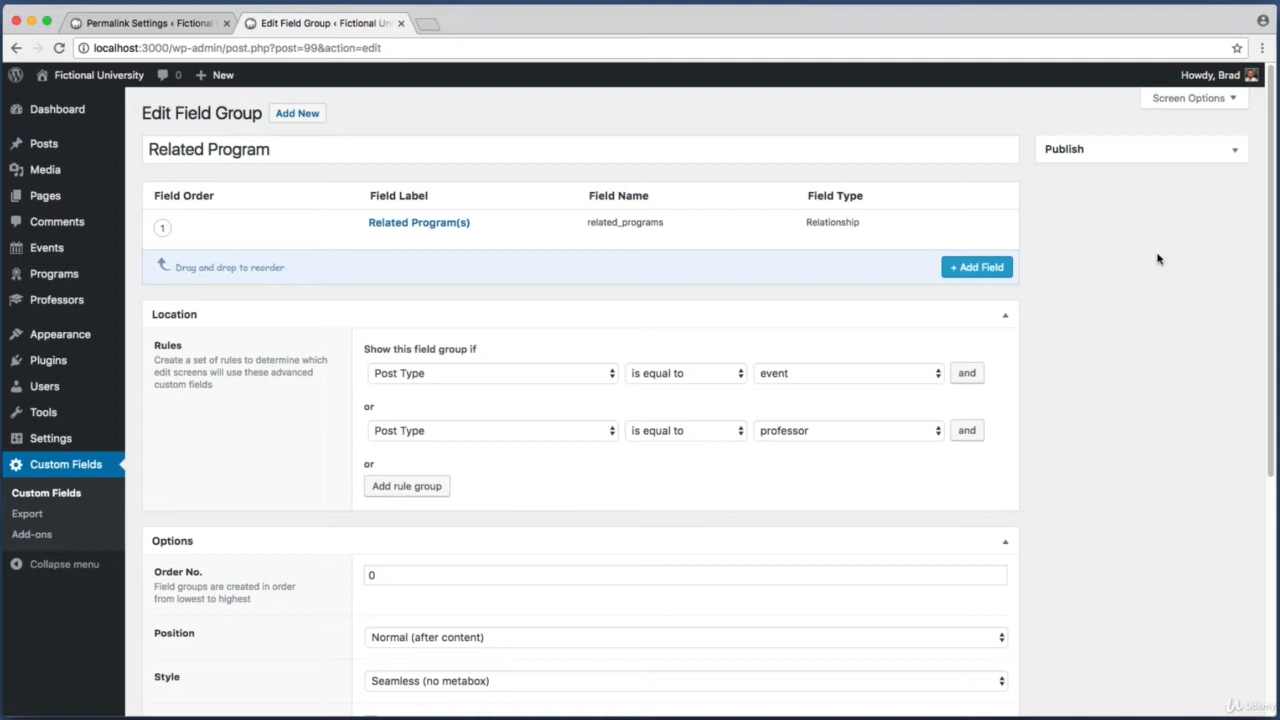 Permalink Settings ‹ Fictional
Edit Field Group ‹ Fictional Un
localhost:3000/wp-admin/post.php?post=99&action=edit
Fictional University
0
New
Howdy, Brad
Screen Options
Dashboard
Posts
Media
Pages
Comments
Events
Programs
Professors
Appearance
Plugins
Users
Tools
Settings
Custom Fields
Custom Fields
Export
Add-ons
Collapse menu
Edit Field Group
Add New
Related Program
Publish
Field Order
Field Label
Field Name
Field Type
1
Related Program(s)
related_programs
Relationship
Drag and drop to reorder
+ Add Field
Location
Rules
Create a set of rules to determine which
edit screens will use these advanced
custom fields
Show this field group if
Post Type
is equal to
event
and
or
Post Type
is equal to
professor
and
or
Add rule group
Options
Order No.
Field groups are created in order
from lowest to highest
0
Position
Normal (after content)
Style
Seamless (no metabox)
Udemy